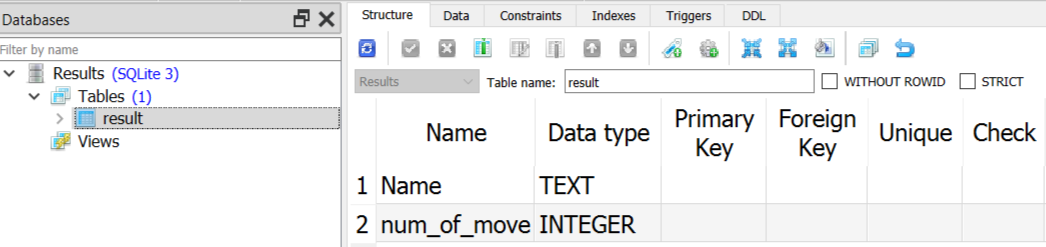 Databases
Filter by name
Results (SQLite 3)
Tables (1)
result
Views
Structure Data Constraints Indexes Triggers DDL
Results Table name: result WITHOUT ROWID STRICT
Name Data type Primary Key Foreign Key Unique Check
1 Name TEXT
2 num_of_move INTEGER